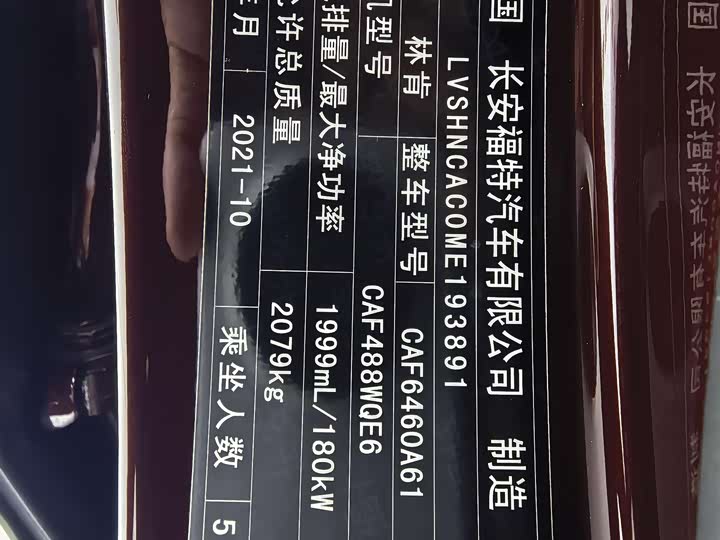 国 长安福特汽车有限公司 制造
LVSHNCACOME193891
林肯 整车型号 CAF6460A61
机型号 CAF488WQE6
排量/最大净功率 1999mL/180kW
许总质量 2079kg
年月 2021-10 乘坐人数 5